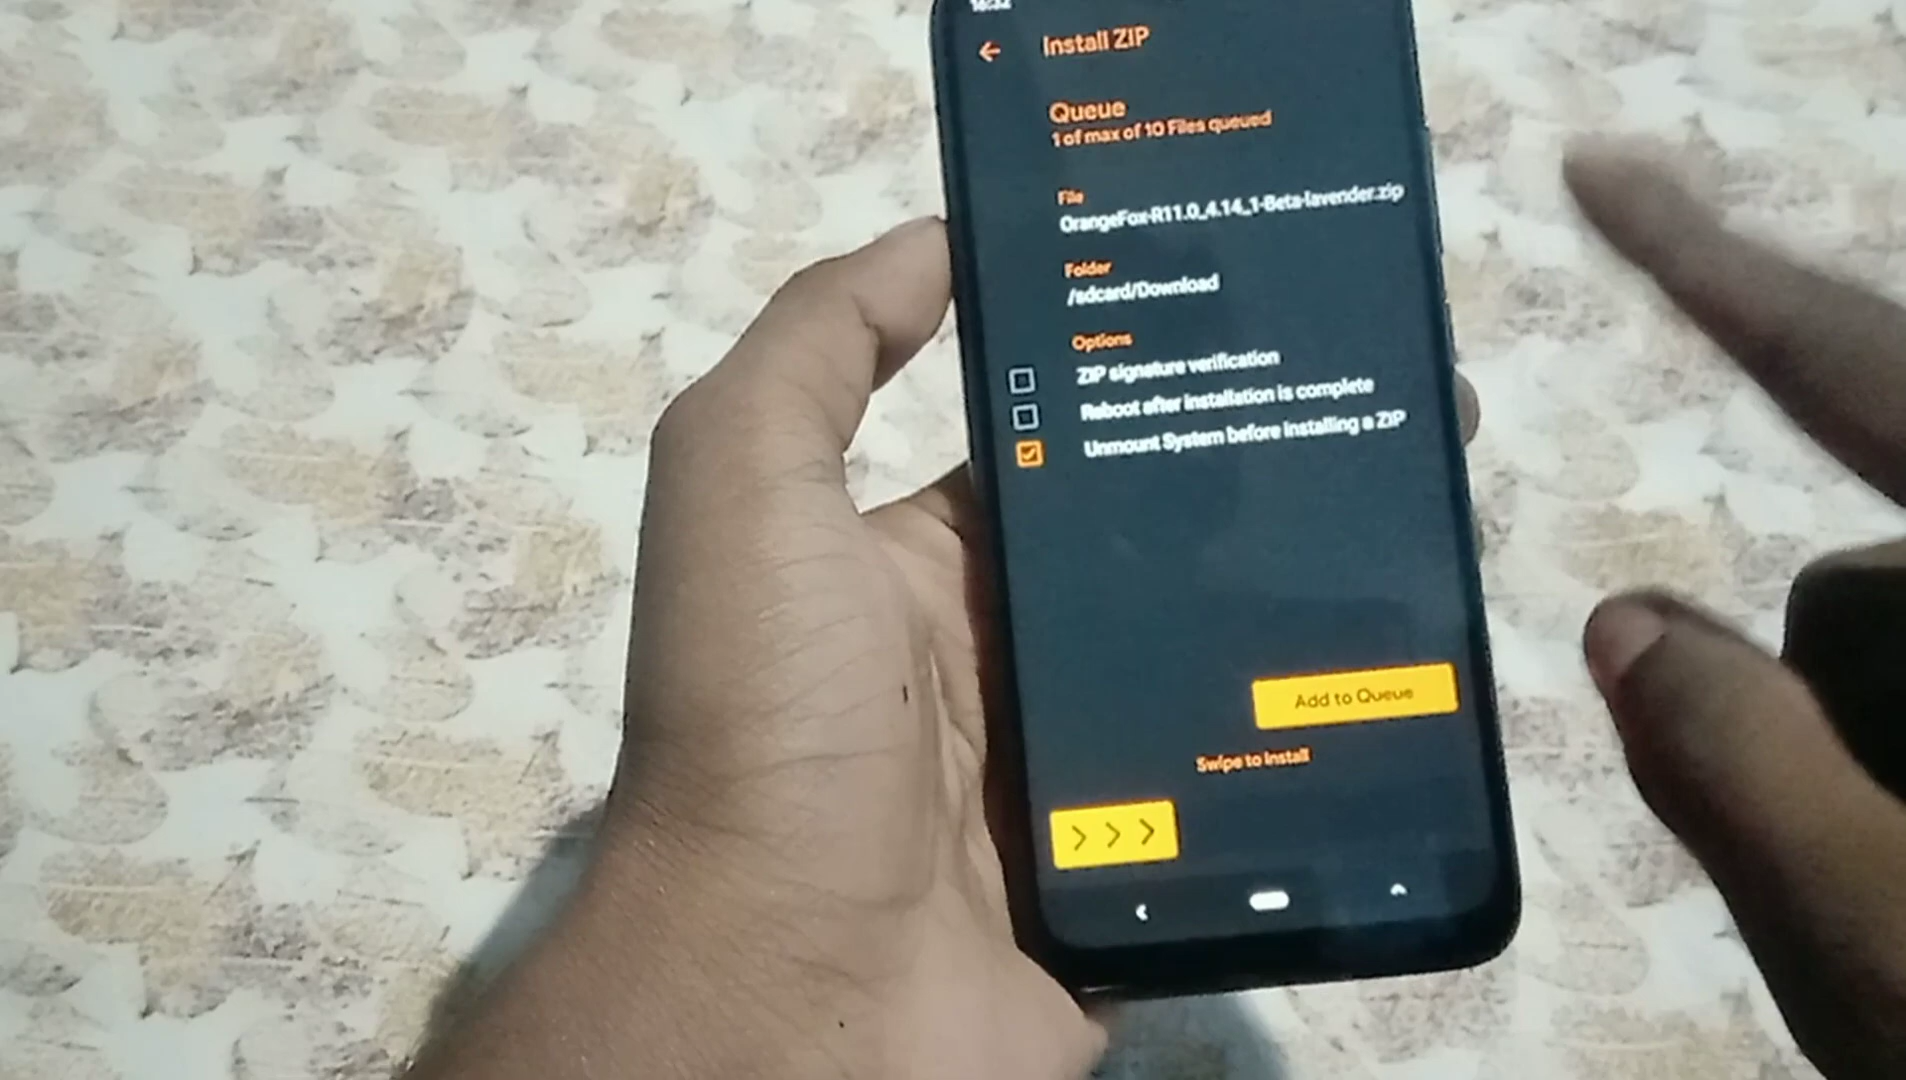 16:32
Install ZIP
Queue
1 of max of 10 Files queued
File
OrangeFox-R11.0_4.14_1-Beta-lavender.zip
Folder
/sdcard/Download
Options
ZIP signature verification
Reboot after installation is complete
Unmount System before installing a ZIP
Add to Queue
Swipe to Install